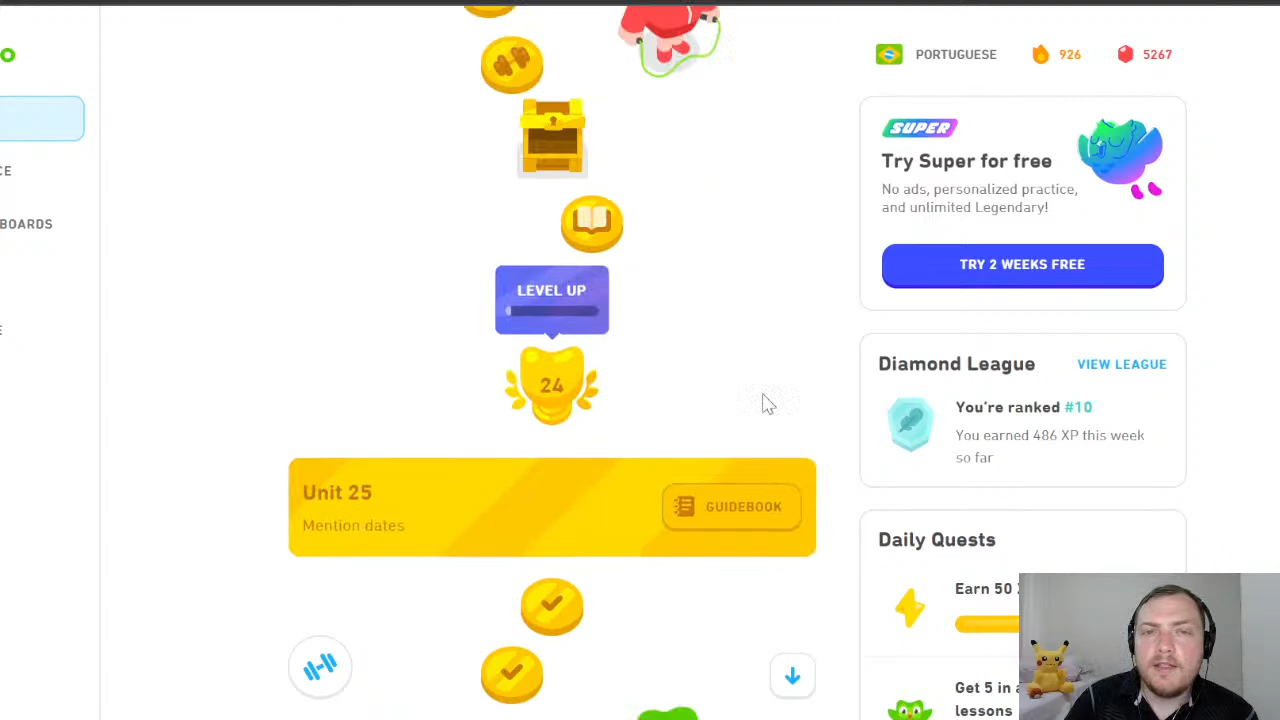 CE
BOARDS
E
LEVEL UP
24
Unit 25
Mention dates
GUIDEBOOK
PORTUGUESE
926
5267
SUPER
Try Super for free
No ads, personalized practice,
and unlimited Legendary!
TRY 2 WEEKS FREE
Diamond League
VIEW LEAGUE
You're ranked #10
You earned 486 XP this week
so far
Daily Quests
Earn 50
Get 5 in a
lessons